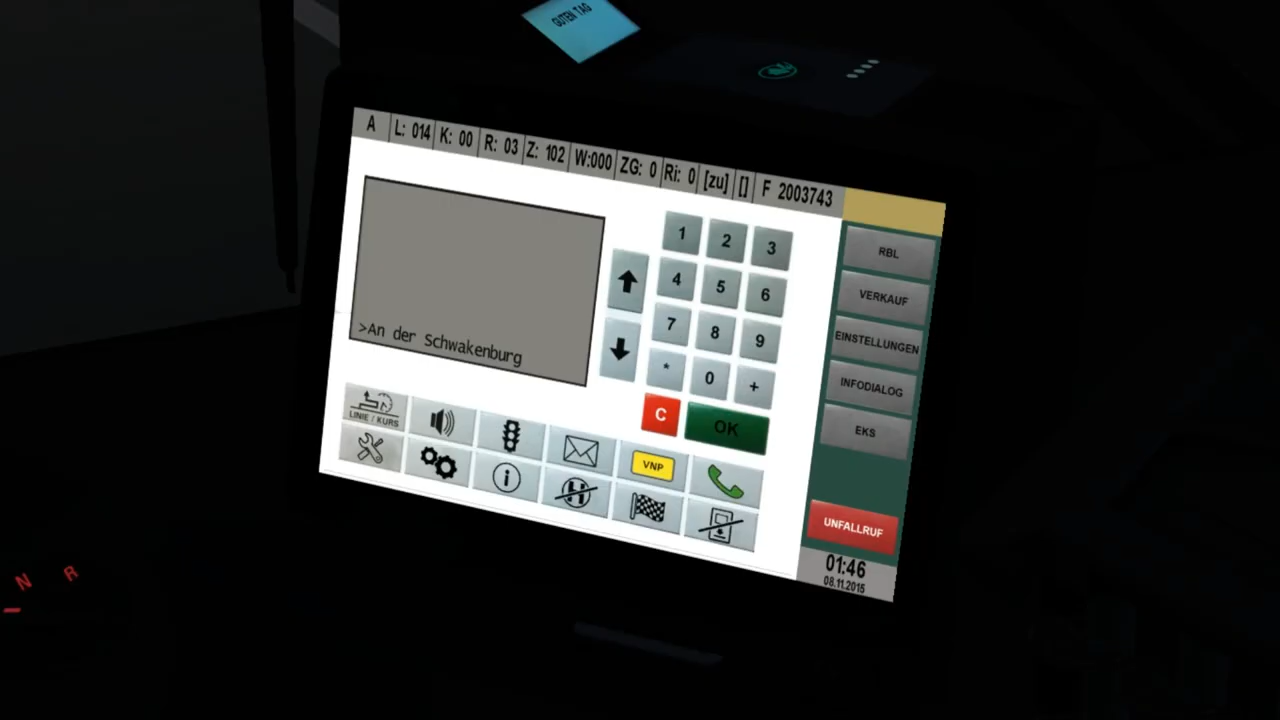 GUTEN TAG
A L: 014 K: 00 R: 03 Z: 102 W:000 ZG: 0 Ri: 0 [zu] [] F 2003743
>An der Schwakenburg
1 2 3
4 5 6
7 8 9
* 0 +
C OK
LINIE / KURS
VNP
RBL
VERKAUF
EINSTELLUNGEN
INFODIALOG
EKS
UNFALLRUF
01:46
08.11.2015
N R